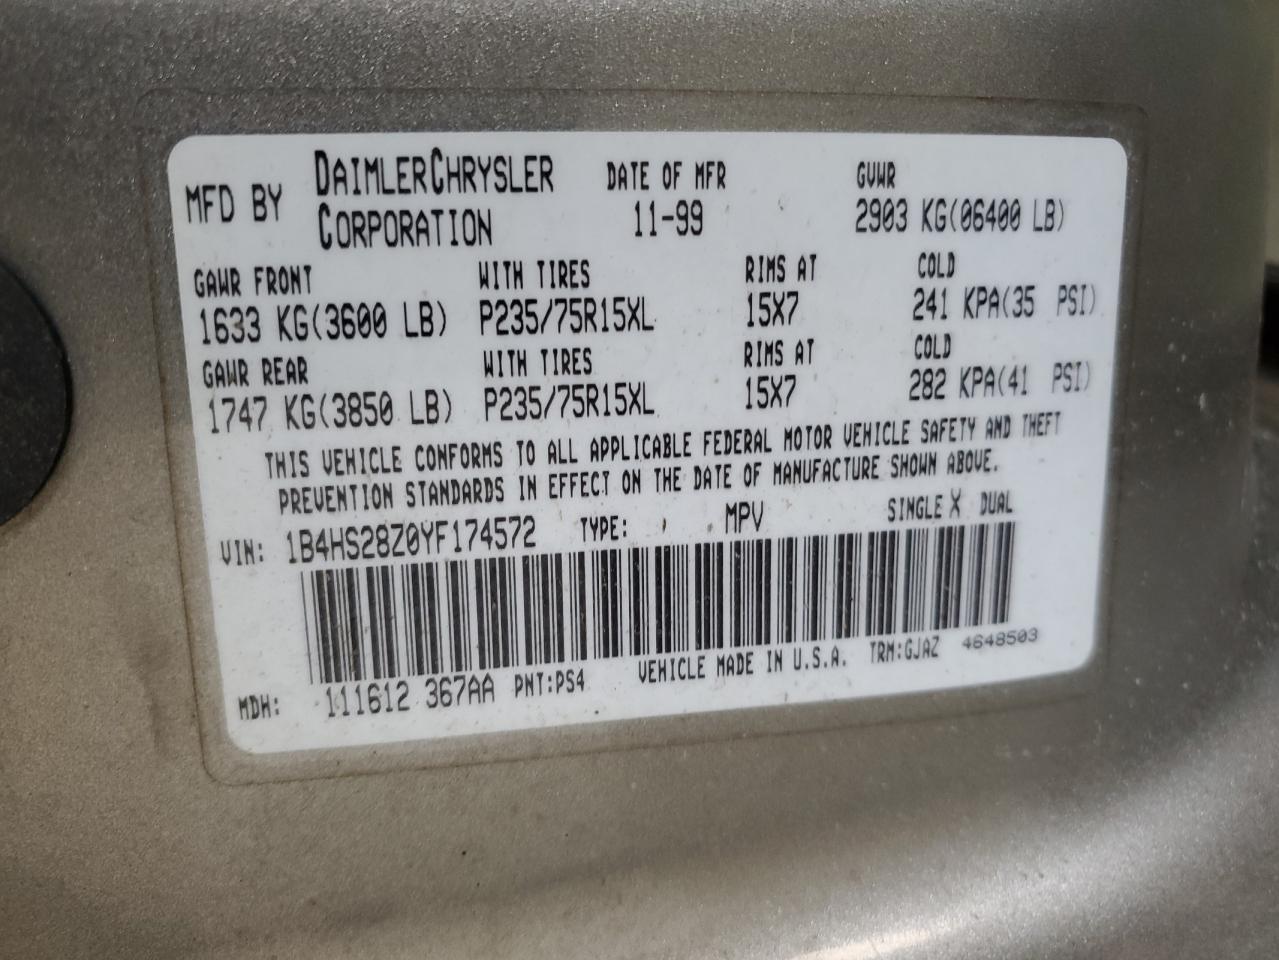 MFD BY DAIMLERCHRYSLER CORPORATION DATE OF MFR 11-99 GVWR 2903 KG(06400 LB)
GAWR FRONT WITH TIRES RIMS AT COLD
1633 KG(3600 LB) P235/75R15XL 15X7 241 KPA(35 PSI)
GAWR REAR WITH TIRES RIMS AT COLD
1747 KG(3850 LB) P235/75R15XL 15X7 282 KPA(41 PSI)
THIS VEHICLE CONFORMS TO ALL APPLICABLE FEDERAL MOTOR VEHICLE SAFETY AND THEFT
PREVENTION STANDARDS IN EFFECT ON THE DATE OF MANUFACTURE SHOWN ABOVE.
VIN: 1B4HS28Z0YF174572 TYPE: MPV SINGLE X DUAL
MDH: 111612 367AA PNT:PS4 VEHICLE MADE IN U.S.A. TRM:GJAZ 4648503